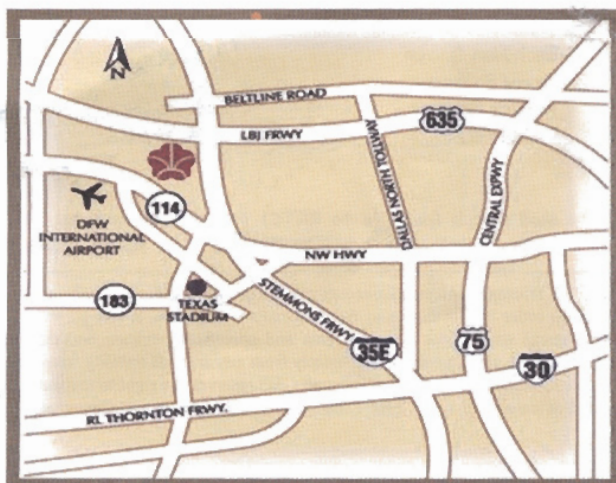 N
BELTLINE ROAD
LBJ FRWY
635
DALLAS NORTH TOLLWAY
CENTRAL EXPWY
114
DFW
INTERNATIONAL
AIRPORT
NW HWY
183
TEXAS
STADIUM
STEMMONS FRWY
35E
75
30
RL THORNTON FRWY.